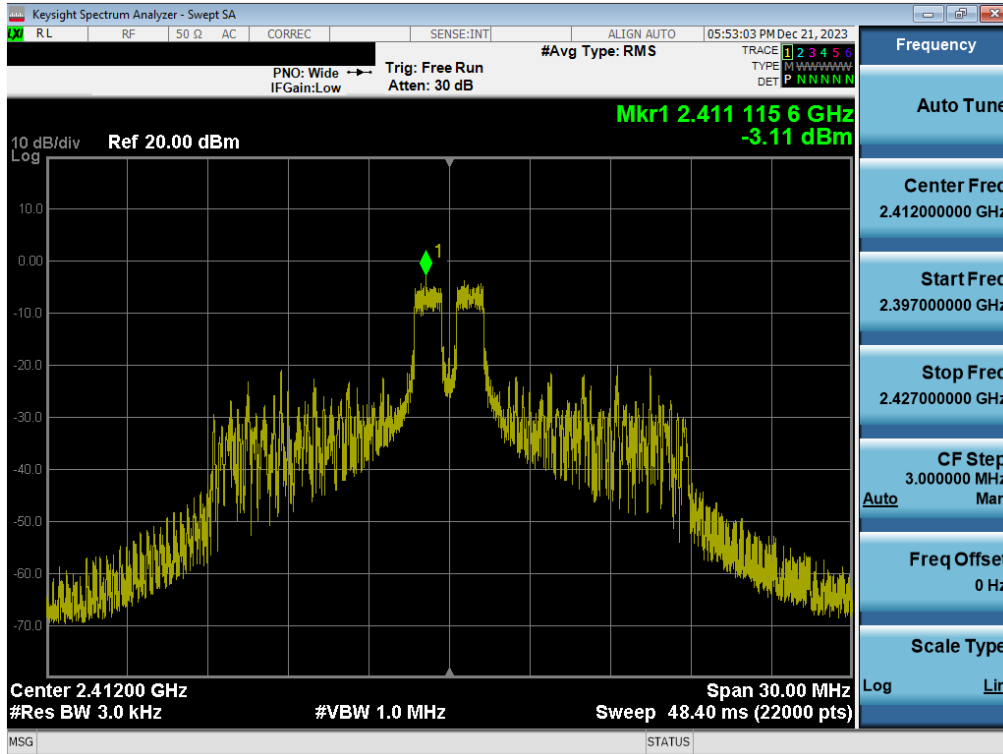 Keysight Spectrum Analyzer - Swept SA
LXI RL RF 50 Ω AC CORREC SENSE:INT ALIGN AUTO 05:53:03 PM Dec 21, 2023
PNO: Wide
IFGain:Low
Trig: Free Run
Atten: 30 dB
#Avg Type: RMS
TRACE 1 2 3 4 5 6
TYPE MWWWWW
DET P N N N N N
Mkr1 2.411 115 6 GHz
-3.11 dBm
10 dB/div
Log
Ref 20.00 dBm
1
10.0
0.00
-10.0
-20.0
-30.0
-40.0
-50.0
-60.0
-70.0
Center 2.41200 GHz
Span 30.00 MHz
#Res BW 3.0 kHz
#VBW 1.0 MHz
Sweep 48.40 ms (22000 pts)
MSG
STATUS
Frequency
Auto Tune
Center Freq
2.412000000 GHz
Start Freq
2.397000000 GHz
Stop Freq
2.427000000 GHz
CF Step
3.000000 MHz
Auto Man
Freq Offset
0 Hz
Scale Type
Log Lin